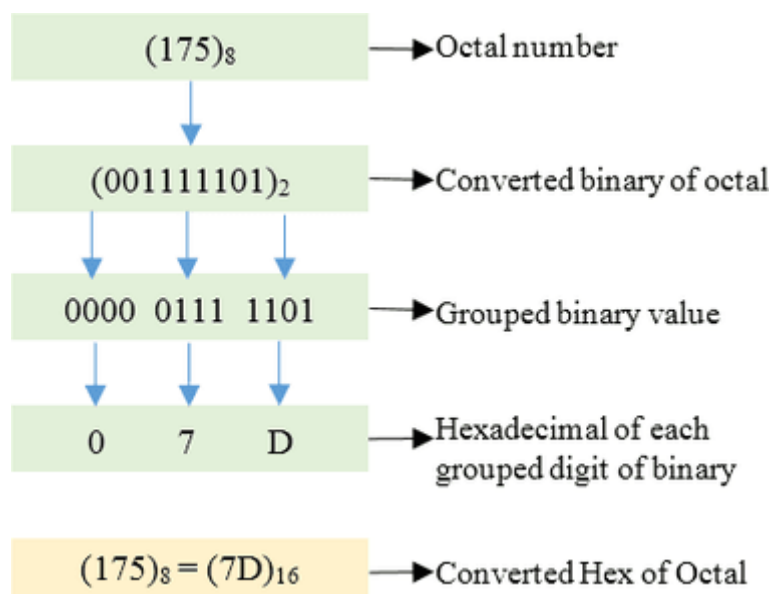 (175)₈ Octal number
(001111101)₂ Converted binary of octal
0000 0111 1101 Grouped binary value
0 7 D Hexadecimal of each
grouped digit of binary
(175)₈ = (7D)₁₆ Converted Hex of Octal